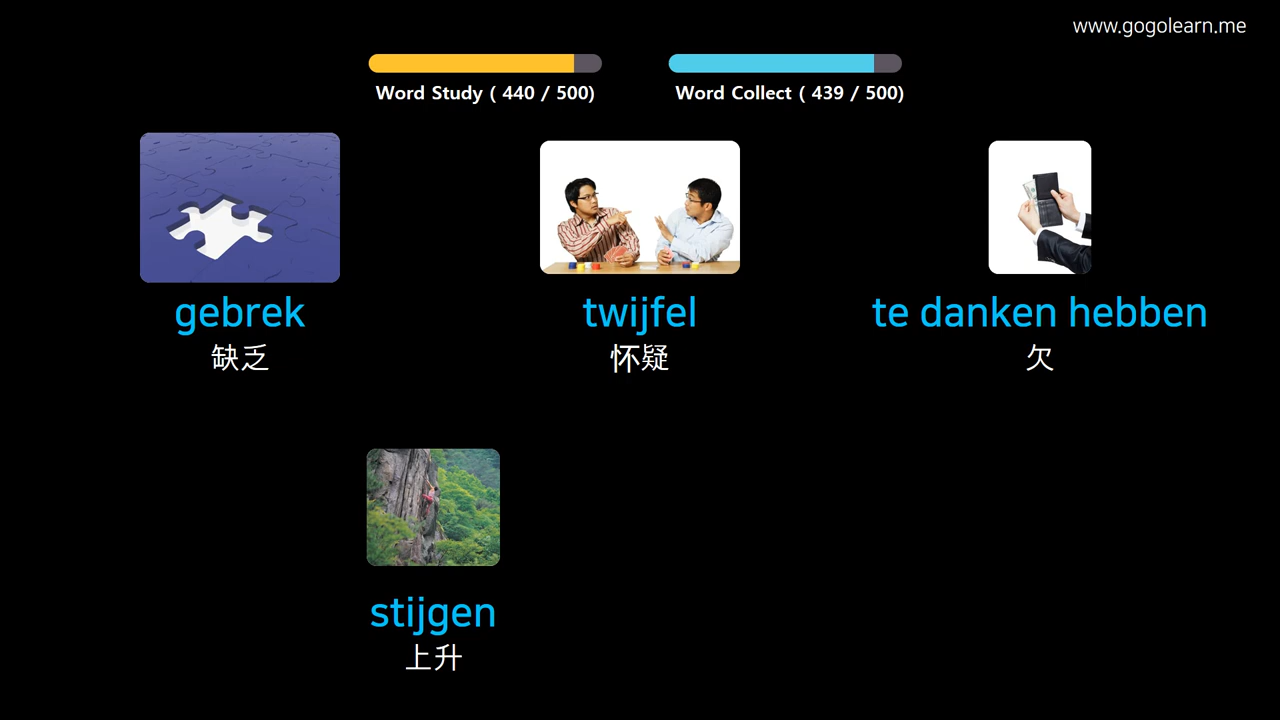 www.gogolearn.me
Word Study ( 440 / 500)
Word Collect ( 439 / 500)
gebrek
缺乏
twijfel
怀疑
te danken hebben
欠
stijgen
上升